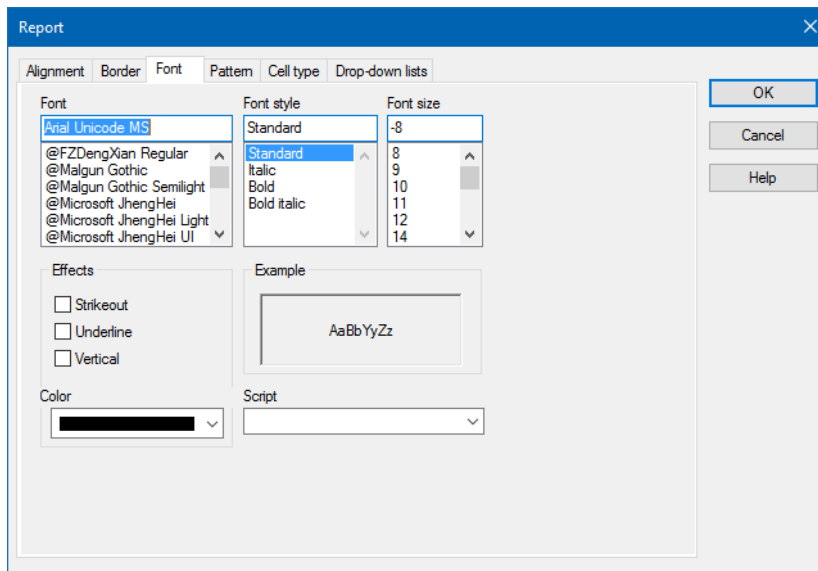 Report
Alignment Border Font Pattern Cell type Drop-down lists
Font
Arial Unicode MS
@FZDengXian Regular
@Malgun Gothic
@Malgun Gothic Semilight
@Microsoft JhengHei
@Microsoft JhengHei Light
@Microsoft JhengHei UI
Font style
Standard
Standard
Italic
Bold
Bold italic
Font size
-8
8
9
10
11
12
14
OK
Cancel
Help
Effects
Strikeout
Underline
Vertical
Example
AaBbYyZz
Color
Script